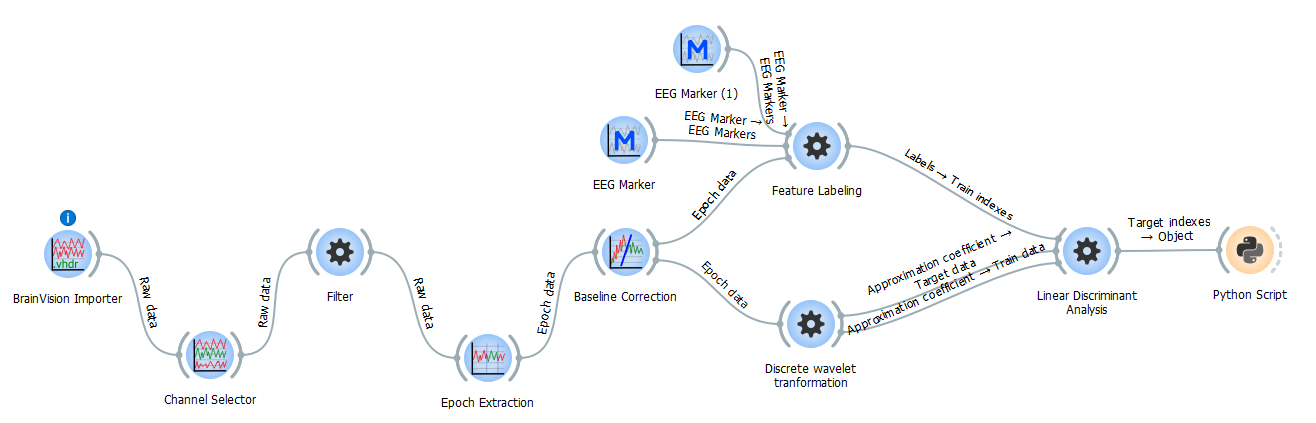 M
EEG Marker (1)
EEG Marker →
EEG Markers
EEG Marker →
EEG Markers
M
EEG Marker
Feature Labeling
Epoch data
Labels → Train indexes
i
.vhdr
BrainVision Importer
Raw data
Channel Selector
Raw data
Filter
Raw data
Epoch Extraction
Epoch data
Baseline Correction
Epoch data
Discrete wavelet
tranformation
Approximation coefficient →
Target data
Approximation coefficient → Train data
Linear Discriminant
Analysis
Target indexes
→ Object
Python Script